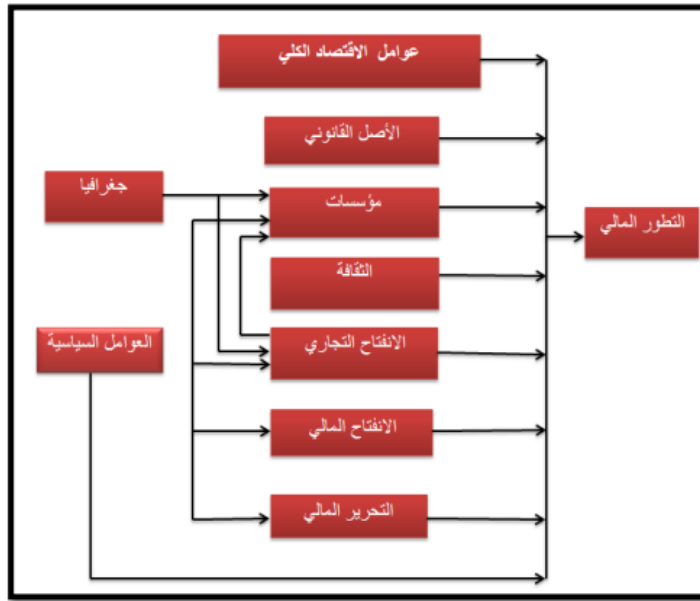 عوامل الاقتصاد الكلي
الأصل القانوني
جغرافيا
مؤسسات
التطور المالي
الثقافة
العوامل السياسية
الانفتاح التجاري
الانفتاح المالي
التحرير المالي